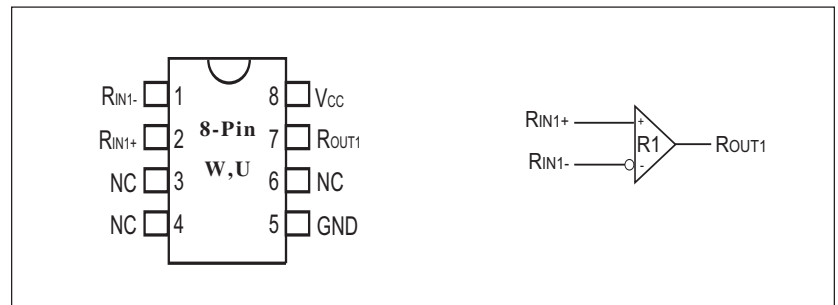 RIN1- 1 8 VCC
RIN1+ 2 8-Pin 7 ROUT1
W,U
NC 3 6 NC
NC 4 5 GND
RIN1+ + R1 ROUT1
RIN1- -